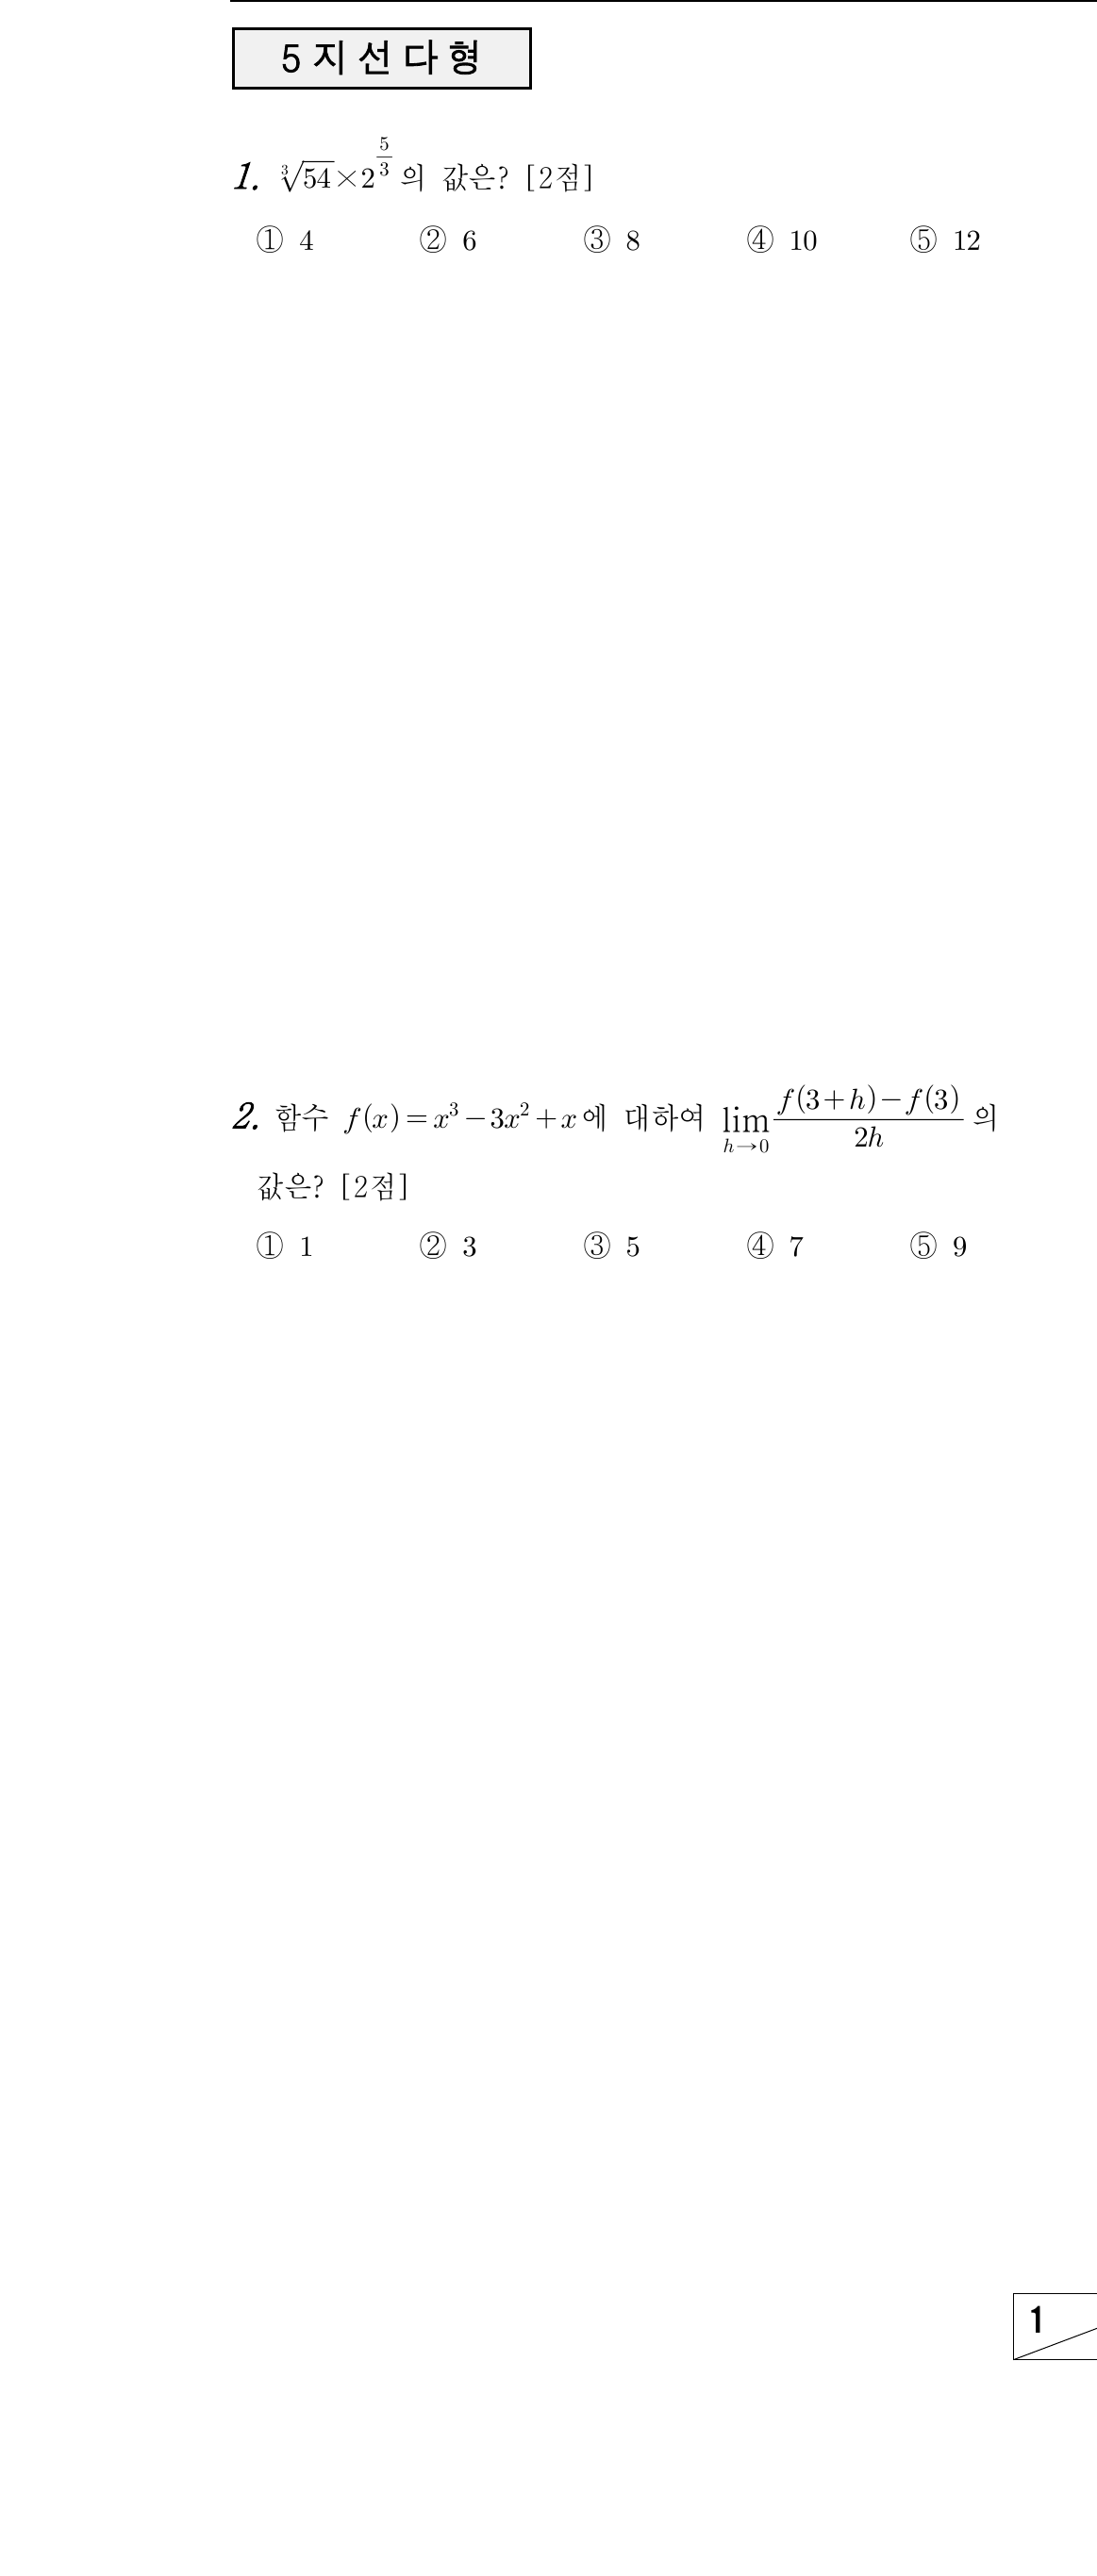 5지선다형
1. ∛54×2^(5/3) 의 값은? [2점]
① 4 ② 6 ③ 8 ④ 10 ⑤ 12
2. 함수 f(x)=x³−3x²+x에 대하여 lim_{h→0} (f(3+h)−f(3))/(2h) 의
값은? [2점]
① 1 ② 3 ③ 5 ④ 7 ⑤ 9
1